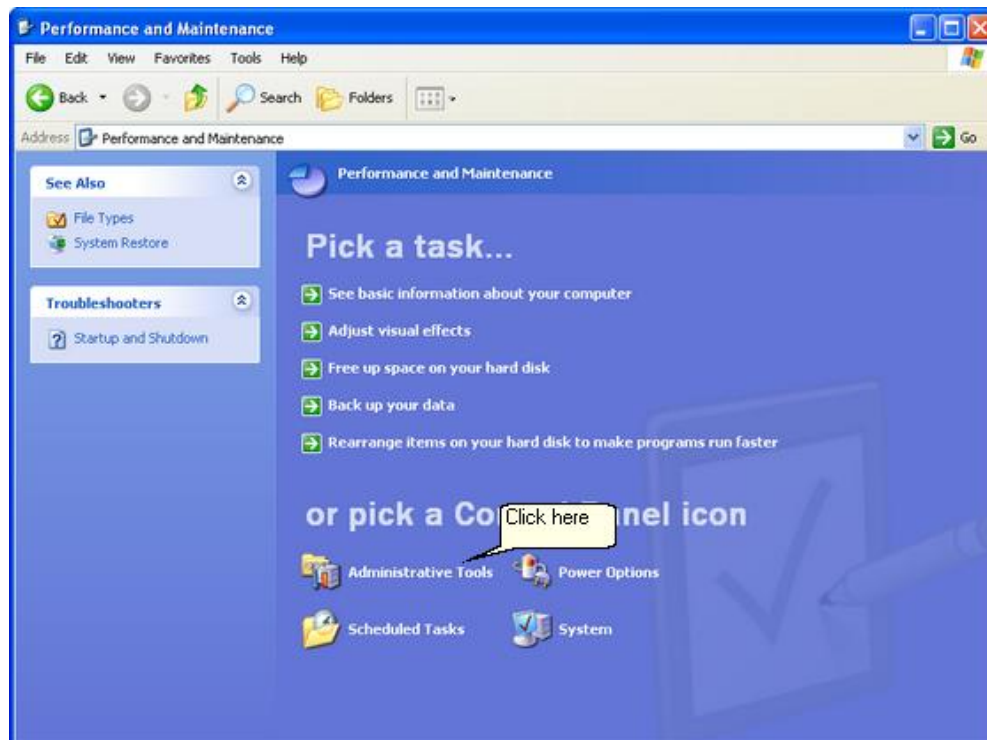 Performance and Maintenance
File Edit View Favorites Tools Help
Back Search Folders
Address Performance and Maintenance Go
See Also
File Types
System Restore
Troubleshooters
Startup and Shutdown
Performance and Maintenance
Pick a task...
See basic information about your computer
Adjust visual effects
Free up space on your hard disk
Back up your data
Rearrange items on your hard disk to make programs run faster
or pick a Co nel icon
Click here
Administrative Tools Power Options
Scheduled Tasks System